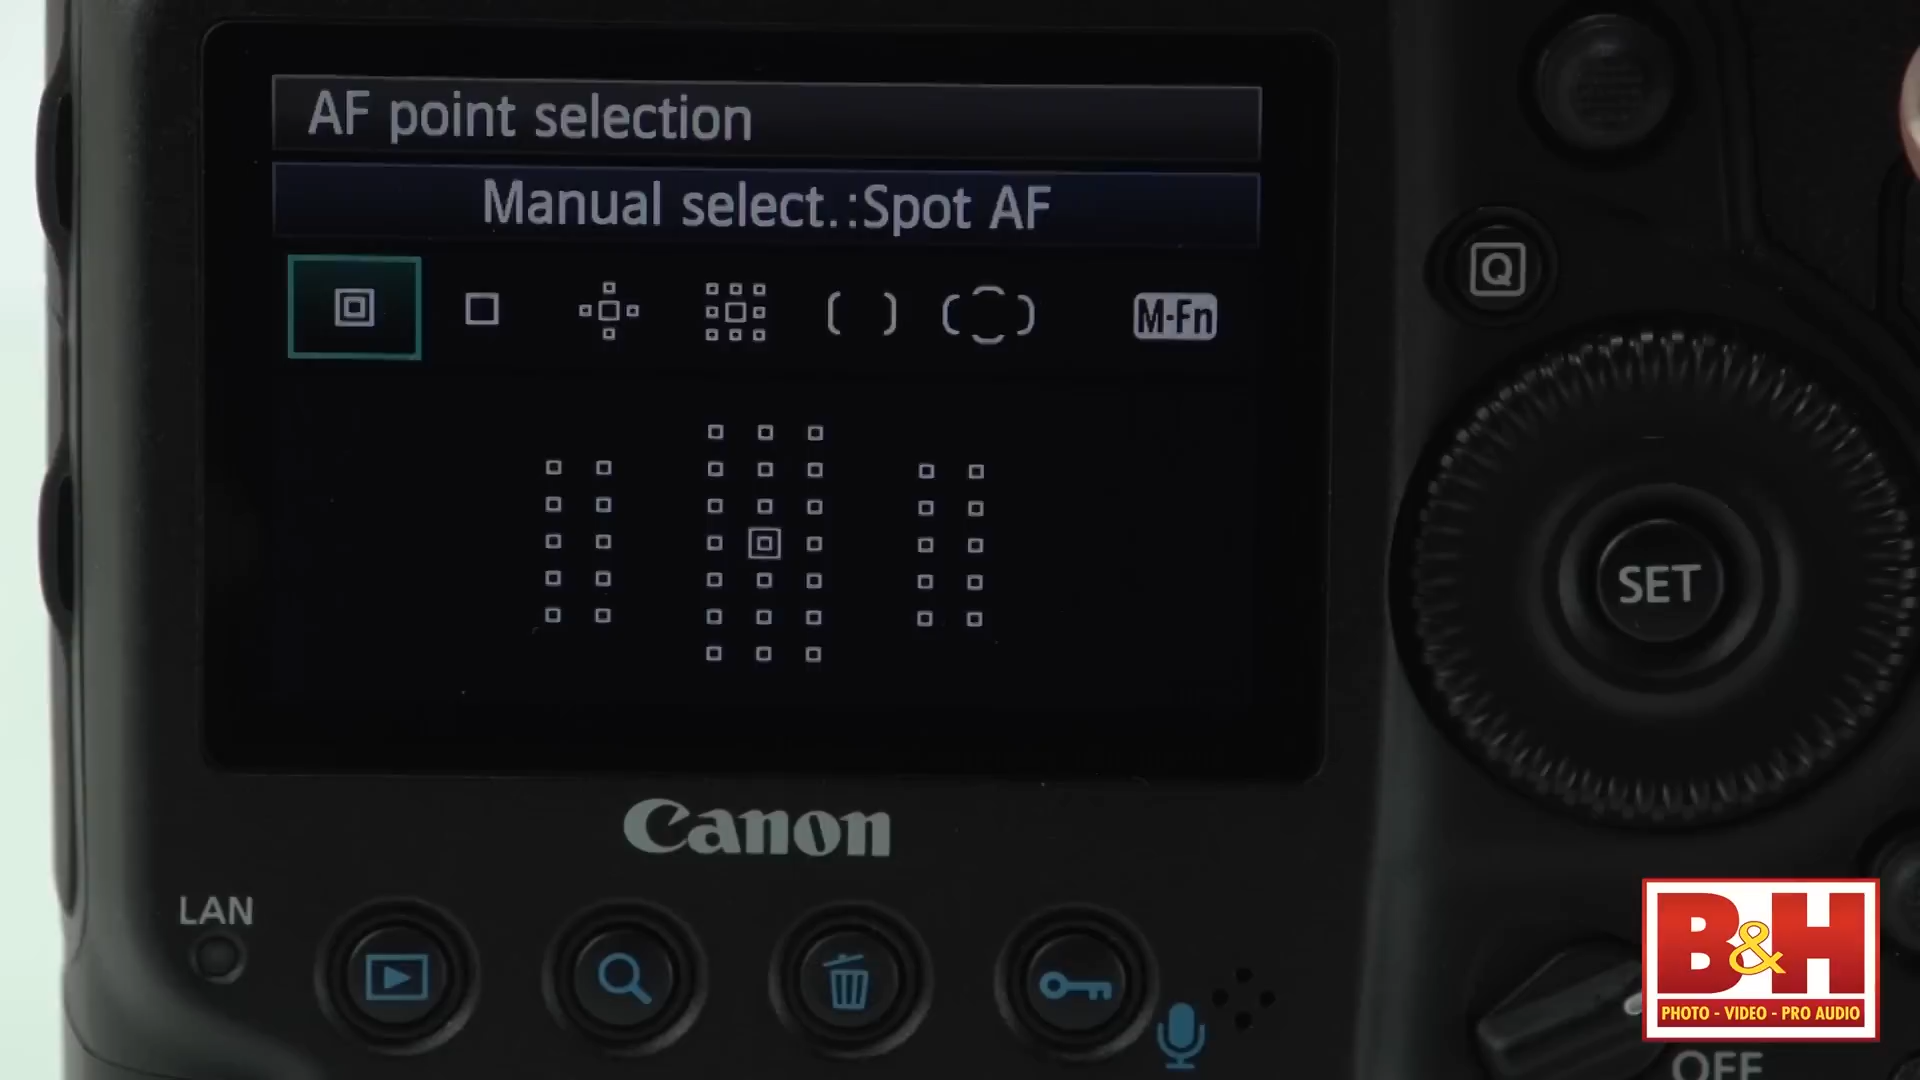 AF point selection
Manual select.:Spot AF
M-Fn
Q
SET
Canon
LAN
OFF
B&H
PHOTO - VIDEO - PRO AUDIO